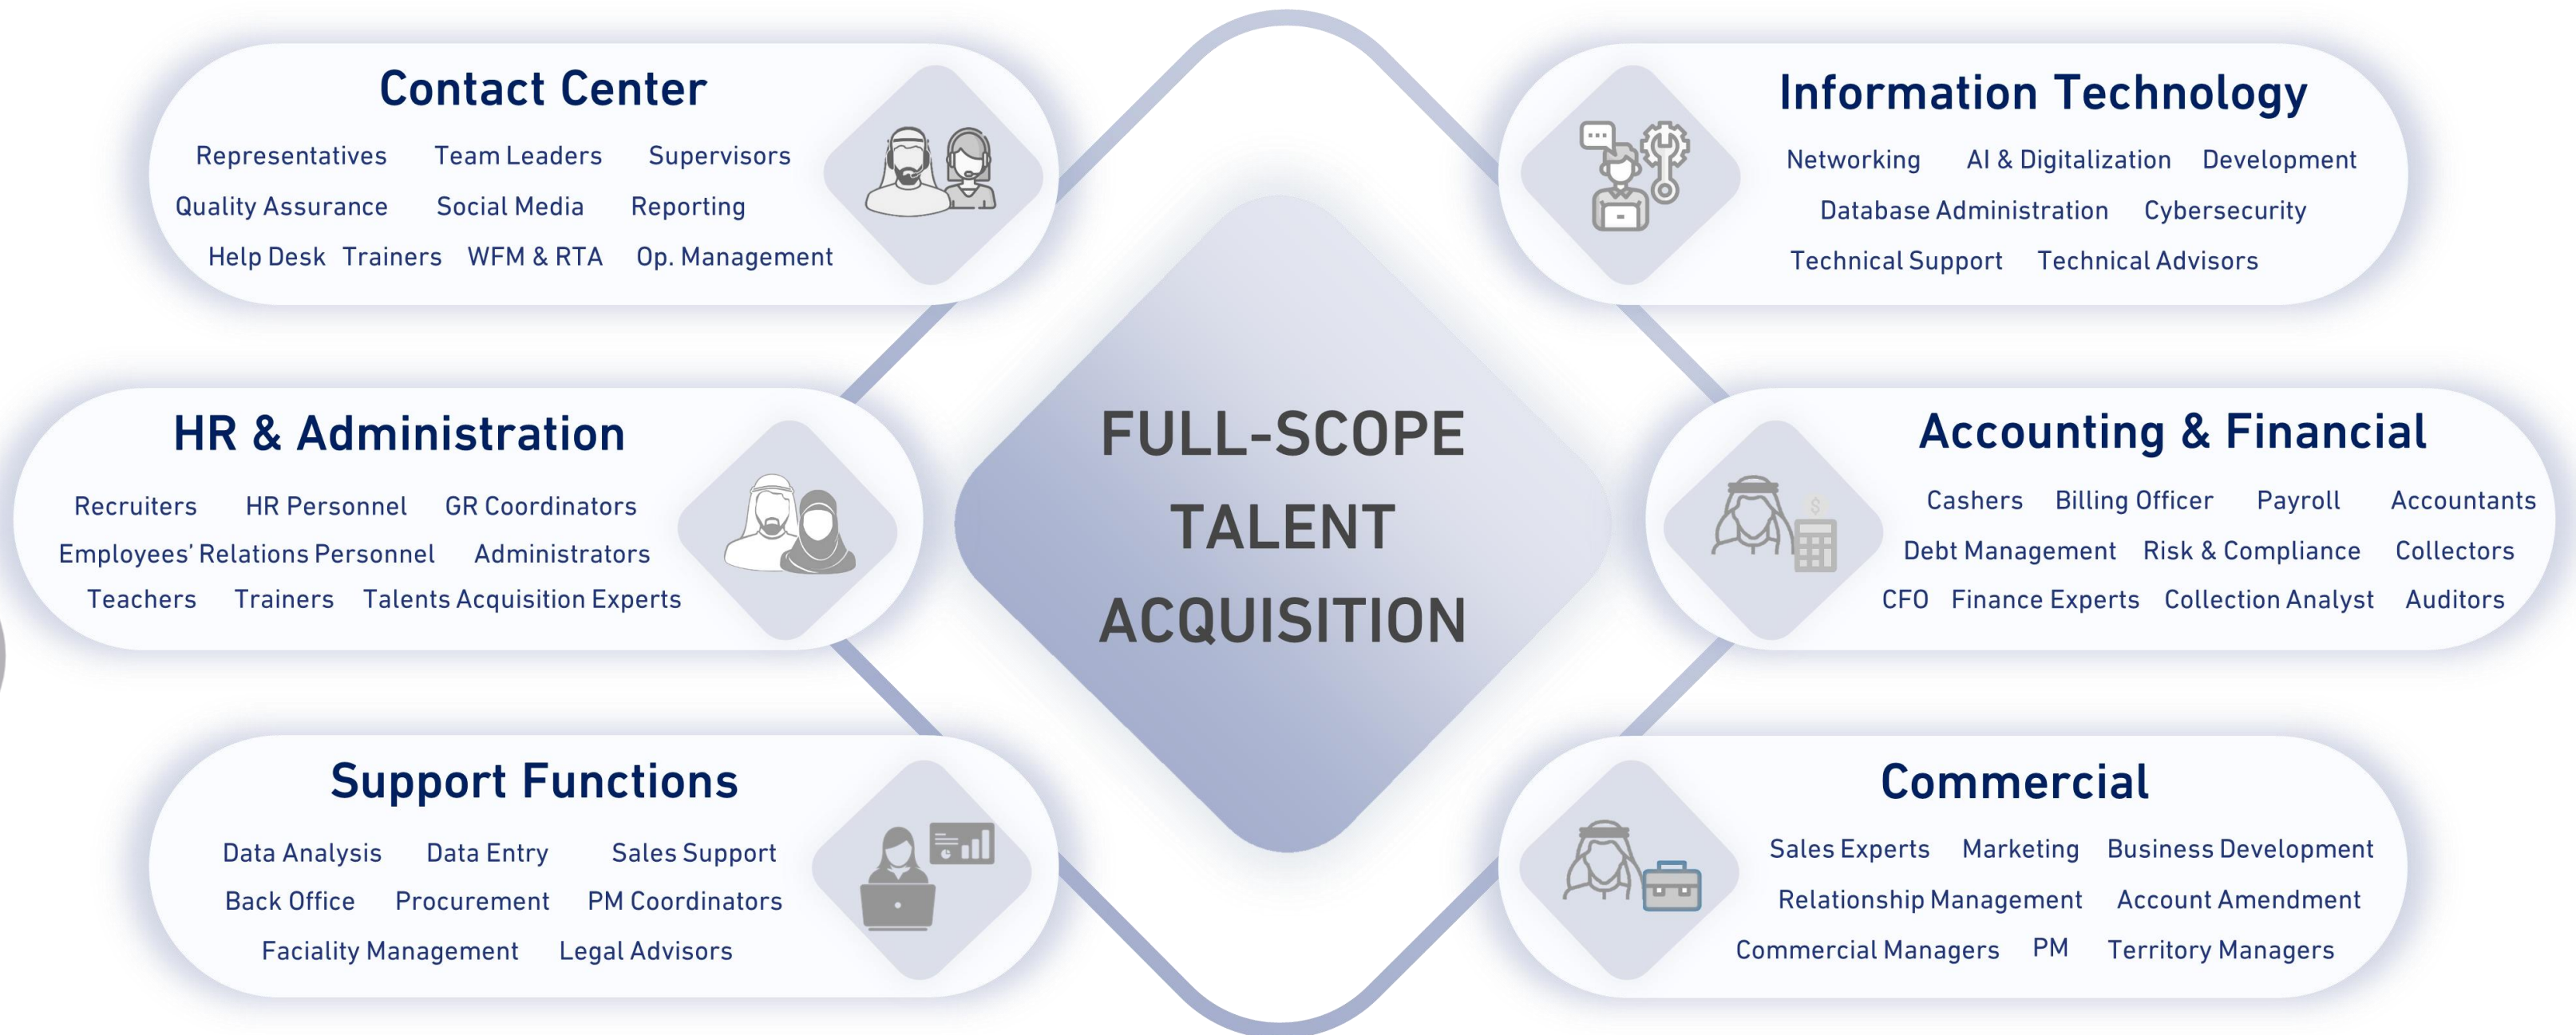 Contact Center
Representatives Team Leaders Supervisors
Quality Assurance Social Media Reporting
Help Desk Trainers WFM & RTA Op. Management
HR & Administration
Recruiters HR Personnel GR Coordinators
Employees' Relations Personnel Administrators
Teachers Trainers Talents Acquisition Experts
Support Functions
Data Analysis Data Entry Sales Support
Back Office Procurement PM Coordinators
Faciality Management Legal Advisors
FULL-SCOPE
TALENT
ACQUISITION
Information Technology
Networking AI & Digitalization Development
Database Administration Cybersecurity
Technical Support Technical Advisors
Accounting & Financial
Cashers Billing Officer Payroll Accountants
Debt Management Risk & Compliance Collectors
CFO Finance Experts Collection Analyst Auditors
Commercial
Sales Experts Marketing Business Development
Relationship Management Account Amendment
Commercial Managers PM Territory Managers